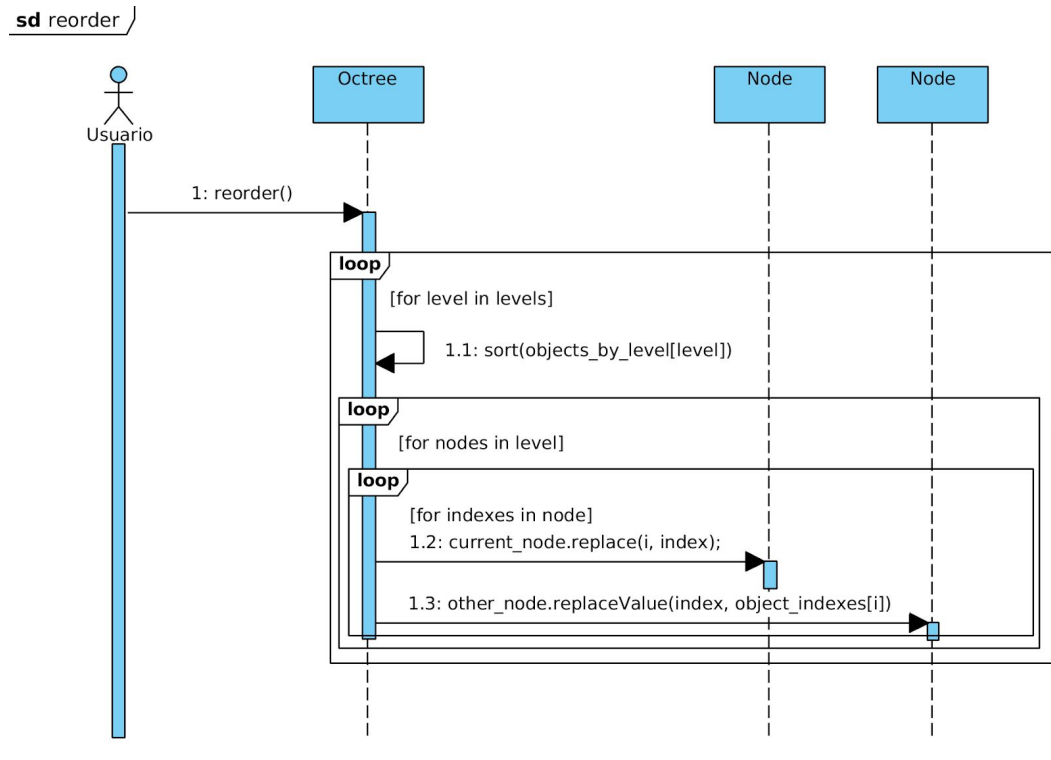 sd reorder
Usuario
Octree
Node
Node
1: reorder()
loop
[for level in levels]
1.1: sort(objects_by_level[level])
loop
[for nodes in level]
loop
[for indexes in node]
1.2: current_node.replace(i, index);
1.3: other_node.replaceValue(index, object_indexes[i])